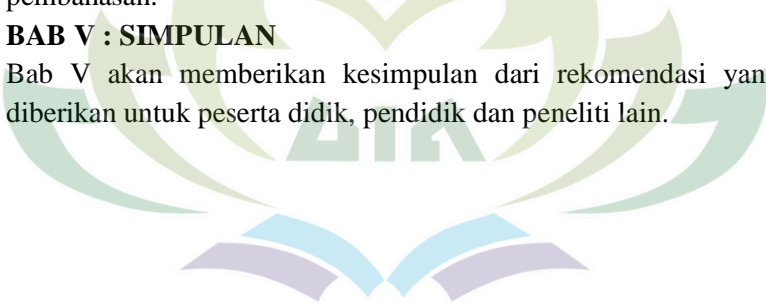 pembahasan.
BAB V : SIMPULAN
Bab V akan memberikan kesimpulan dari rekomendasi yan
diberikan untuk peserta didik, pendidik dan peneliti lain.